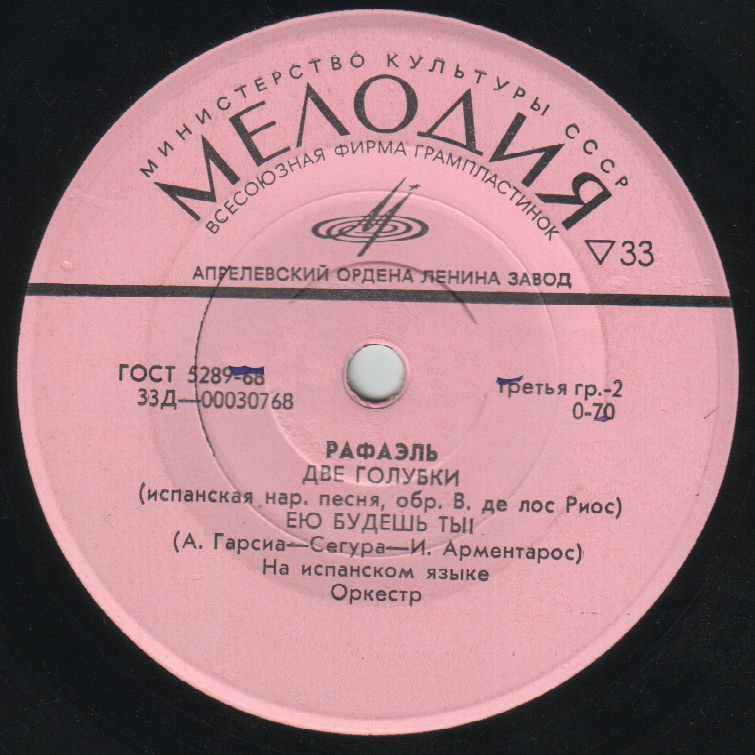 МИНИСТЕРСТВО КУЛЬТУРЫ СССР
МЕЛОДИЯ
ВСЕСОЮЗНАЯ ФИРМА ГРАМПЛАСТИНОК
▽33
АПРЕЛЕВСКИЙ ОРДЕНА ЛЕНИНА ЗАВОД
ГОСТ 5289-68
третья гр.-2
33Д—00030768
0-70
РАФАЭЛЬ
ДВЕ ГОЛУБКИ
(испанская нар. песня, обр. В. де лос Риос)
ЕЮ БУДЕШЬ ТЫ!
(А. Гарсиа—Сегура—И. Арментарос)
На испанском языке
Оркестр